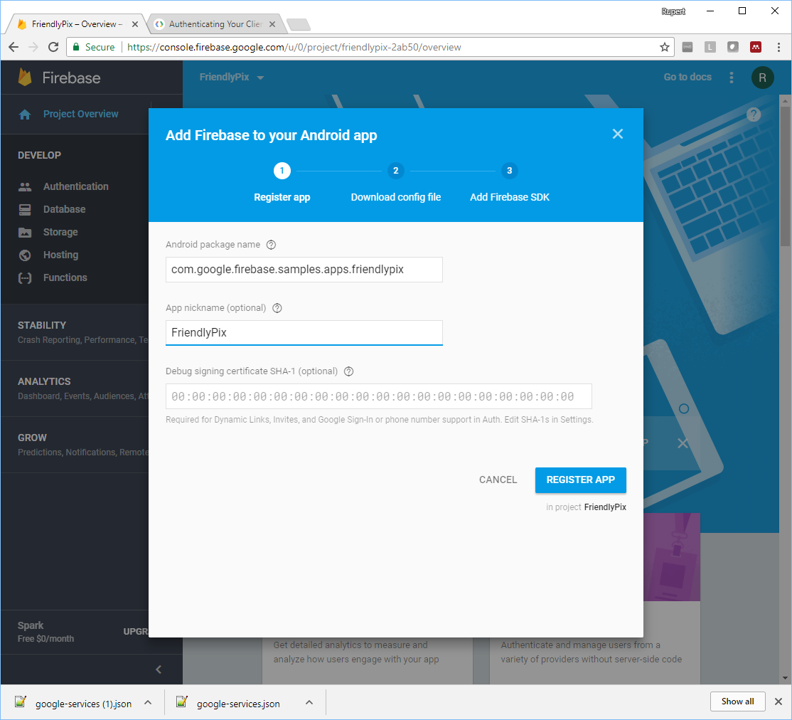 FriendlyPix – Overview –
Authenticating Your Clie
Rupert
Secure
https://console.firebase.google.com/u/0/project/friendlypix-2ab50/overview
Firebase
FriendlyPix
Go to docs
R
Project Overview
Add Firebase to your Android app
DEVELOP
1
2
3
Authentication
Register app
Download config file
Add Firebase SDK
Database
Storage
Android package name
Hosting
com.google.firebase.samples.apps.friendlypix
Functions
App nickname (optional)
STABILITY
FriendlyPix
Crash Reporting, Performance, Te
Debug signing certificate SHA-1 (optional)
ANALYTICS
00:00:00:00:00:00:00:00:00:00:00:00:00:00:00:00:00:00:00:00
Dashboard, Events, Audiences, Att
Required for Dynamic Links, Invites, and Google Sign-In or phone number support in Auth. Edit SHA-1s in Settings.
GROW
Predictions, Notifications, Remote
CANCEL
REGISTER APP
in project FriendlyPix
Spark
Free $0/month
UPGR
Get detailed analytics to measure and
analyze how users engage with your app
Authenticate and manage users from a
variety of providers without server-side code
google-services (1).json
google-services.json
Show all